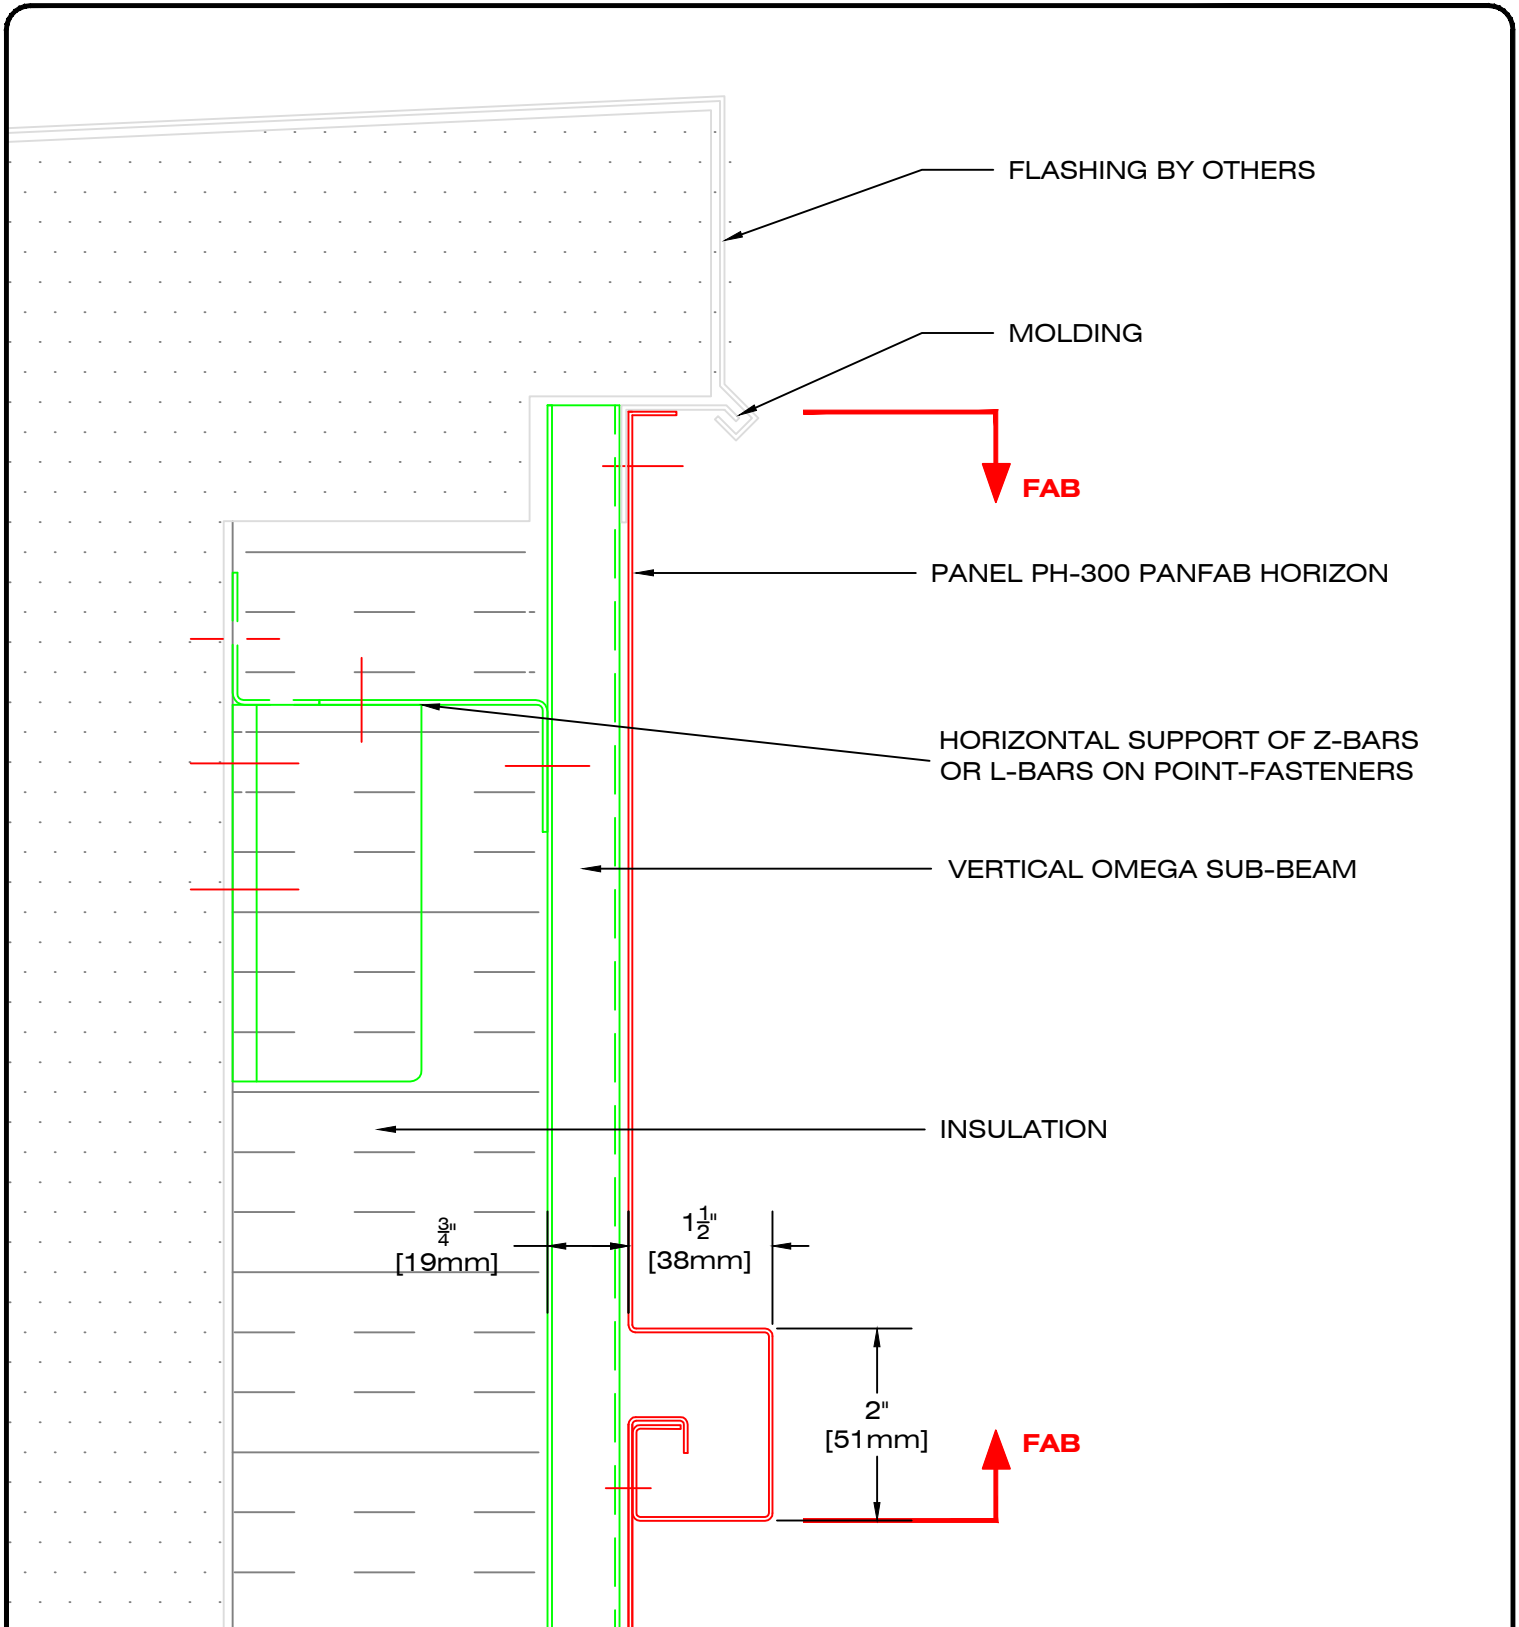 FLASHING BY OTHERS
MOLDING
FAB
PANEL PH-300 PANFAB HORIZON
HORIZONTAL SUPPORT OF Z-BARS
OR L-BARS ON POINT-FASTENERS
VERTICAL OMEGA SUB-BEAM
INSULATION
3/4"
[19mm]
1 1/2"
[38mm]
2"
[51mm]
FAB